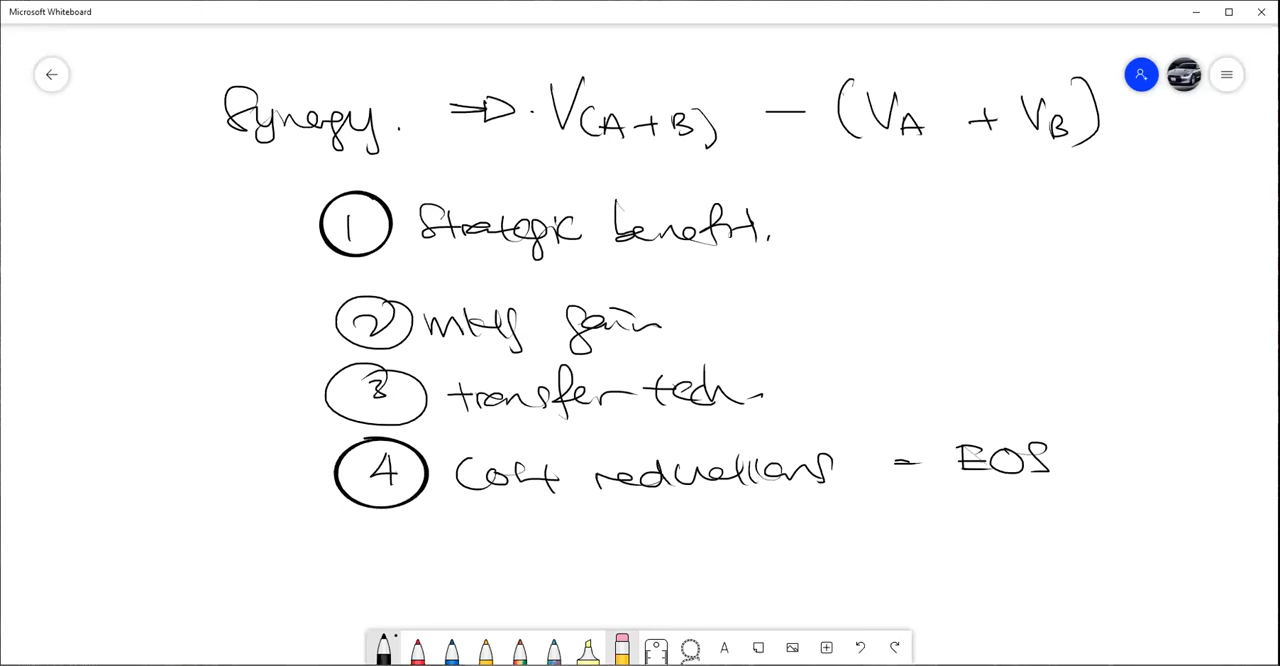 Microsoft Whiteboard
Synergy. ⇒ . V(A+B) − (VA + VB)
1 Strategic benefit.
2 mktg gain
3 transfer tech.
4 Cost reductions = EOS
A